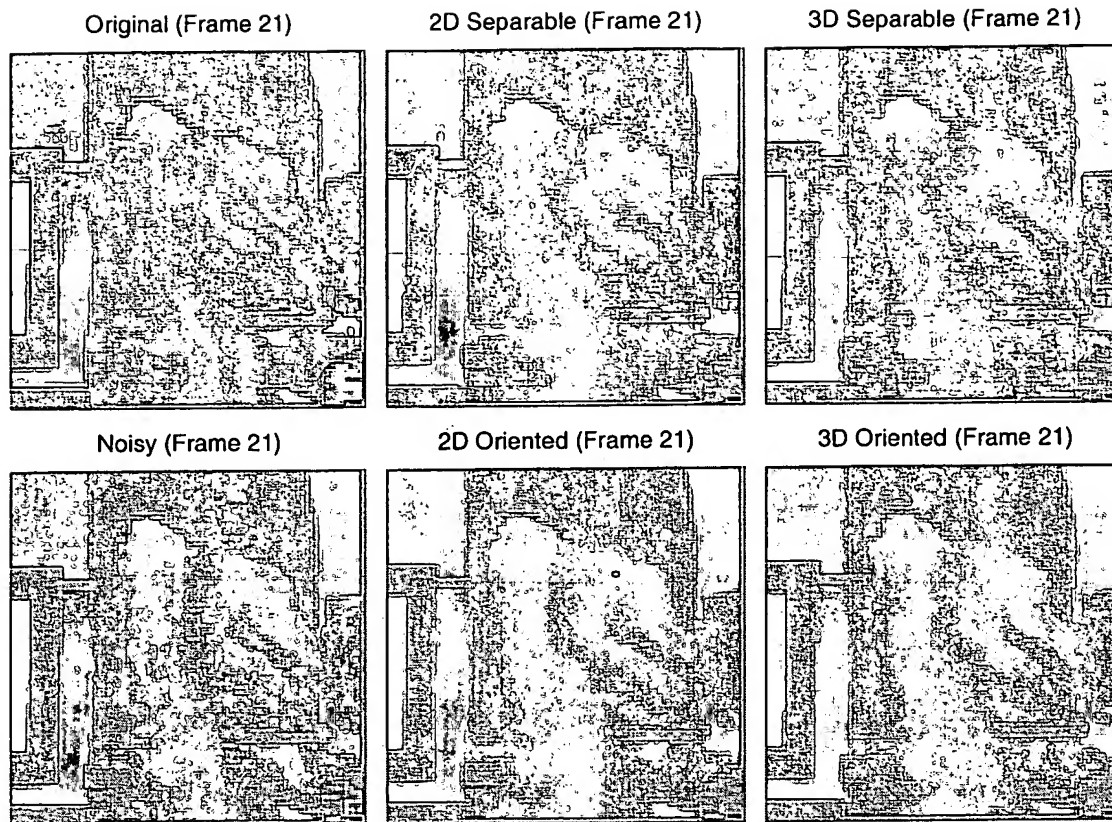 Original (Frame 21)
2D Separable (Frame 21)
3D Separable (Frame 21)
Noisy (Frame 21)
2D Oriented (Frame 21)
3D Oriented (Frame 21)